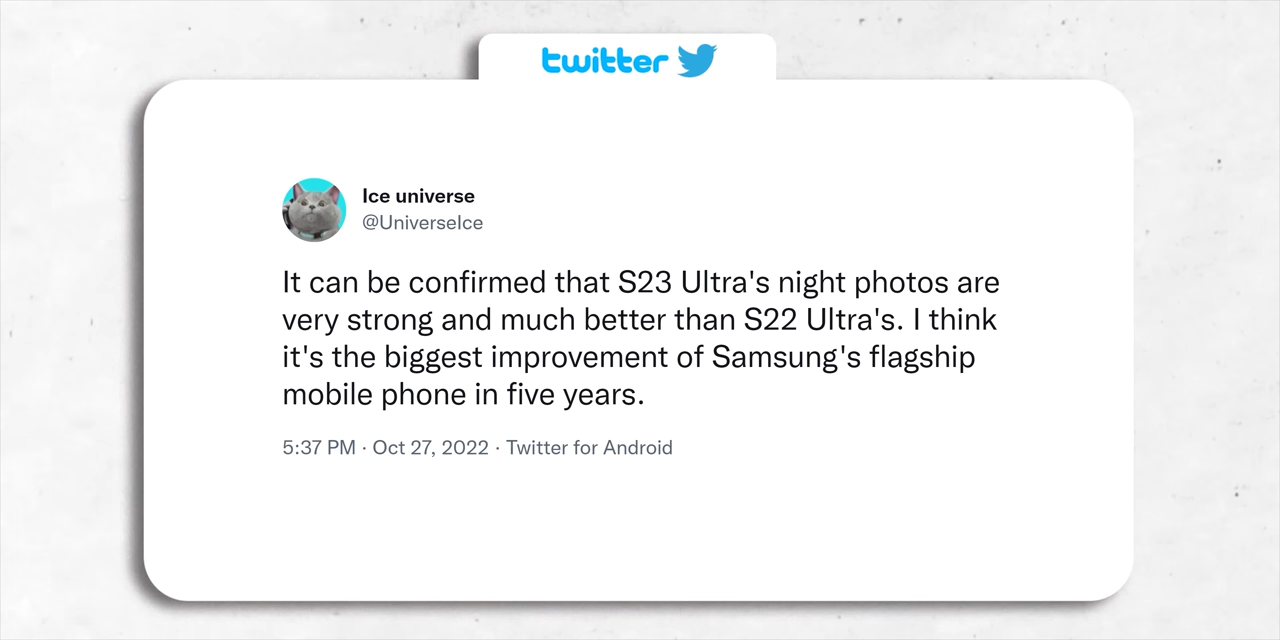 twitter
Ice universe
@UniverseIce
It can be confirmed that S23 Ultra's night photos are
very strong and much better than S22 Ultra's. I think
it's the biggest improvement of Samsung's flagship
mobile phone in five years.
5:37 PM · Oct 27, 2022 · Twitter for Android